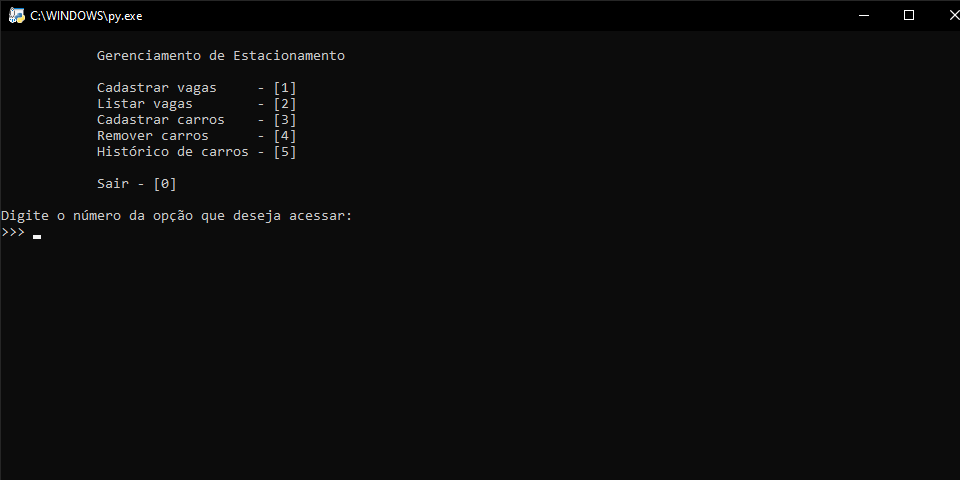 C:\WINDOWS\py.exe
Gerenciamento de Estacionamento
Cadastrar vagas - [1]
Listar vagas - [2]
Cadastrar carros - [3]
Remover carros - [4]
Histórico de carros - [5]
Sair - [0]
Digite o número da opção que deseja acessar:
>>>